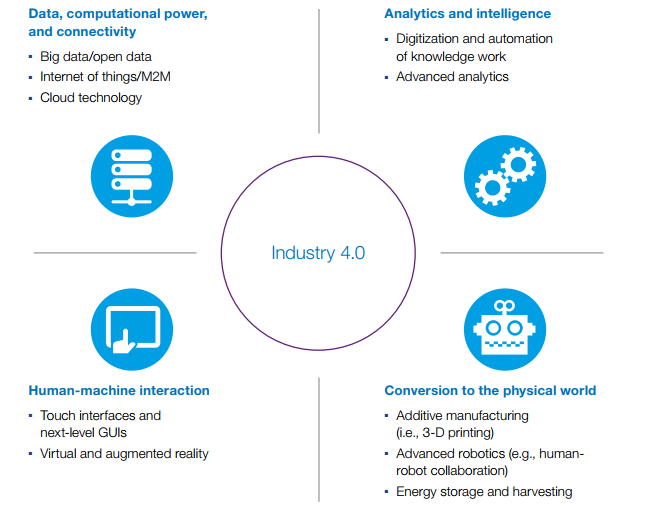 Data, computational power,
and connectivity
▪ Big data/open data
▪ Internet of things/M2M
▪ Cloud technology
Analytics and intelligence
▪ Digitization and automation
of knowledge work
▪ Advanced analytics
Industry 4.0
Human-machine interaction
▪ Touch interfaces and
next-level GUIs
▪ Virtual and augmented reality
Conversion to the physical world
▪ Additive manufacturing
(i.e., 3-D printing)
▪ Advanced robotics (e.g., human-
robot collaboration)
▪ Energy storage and harvesting